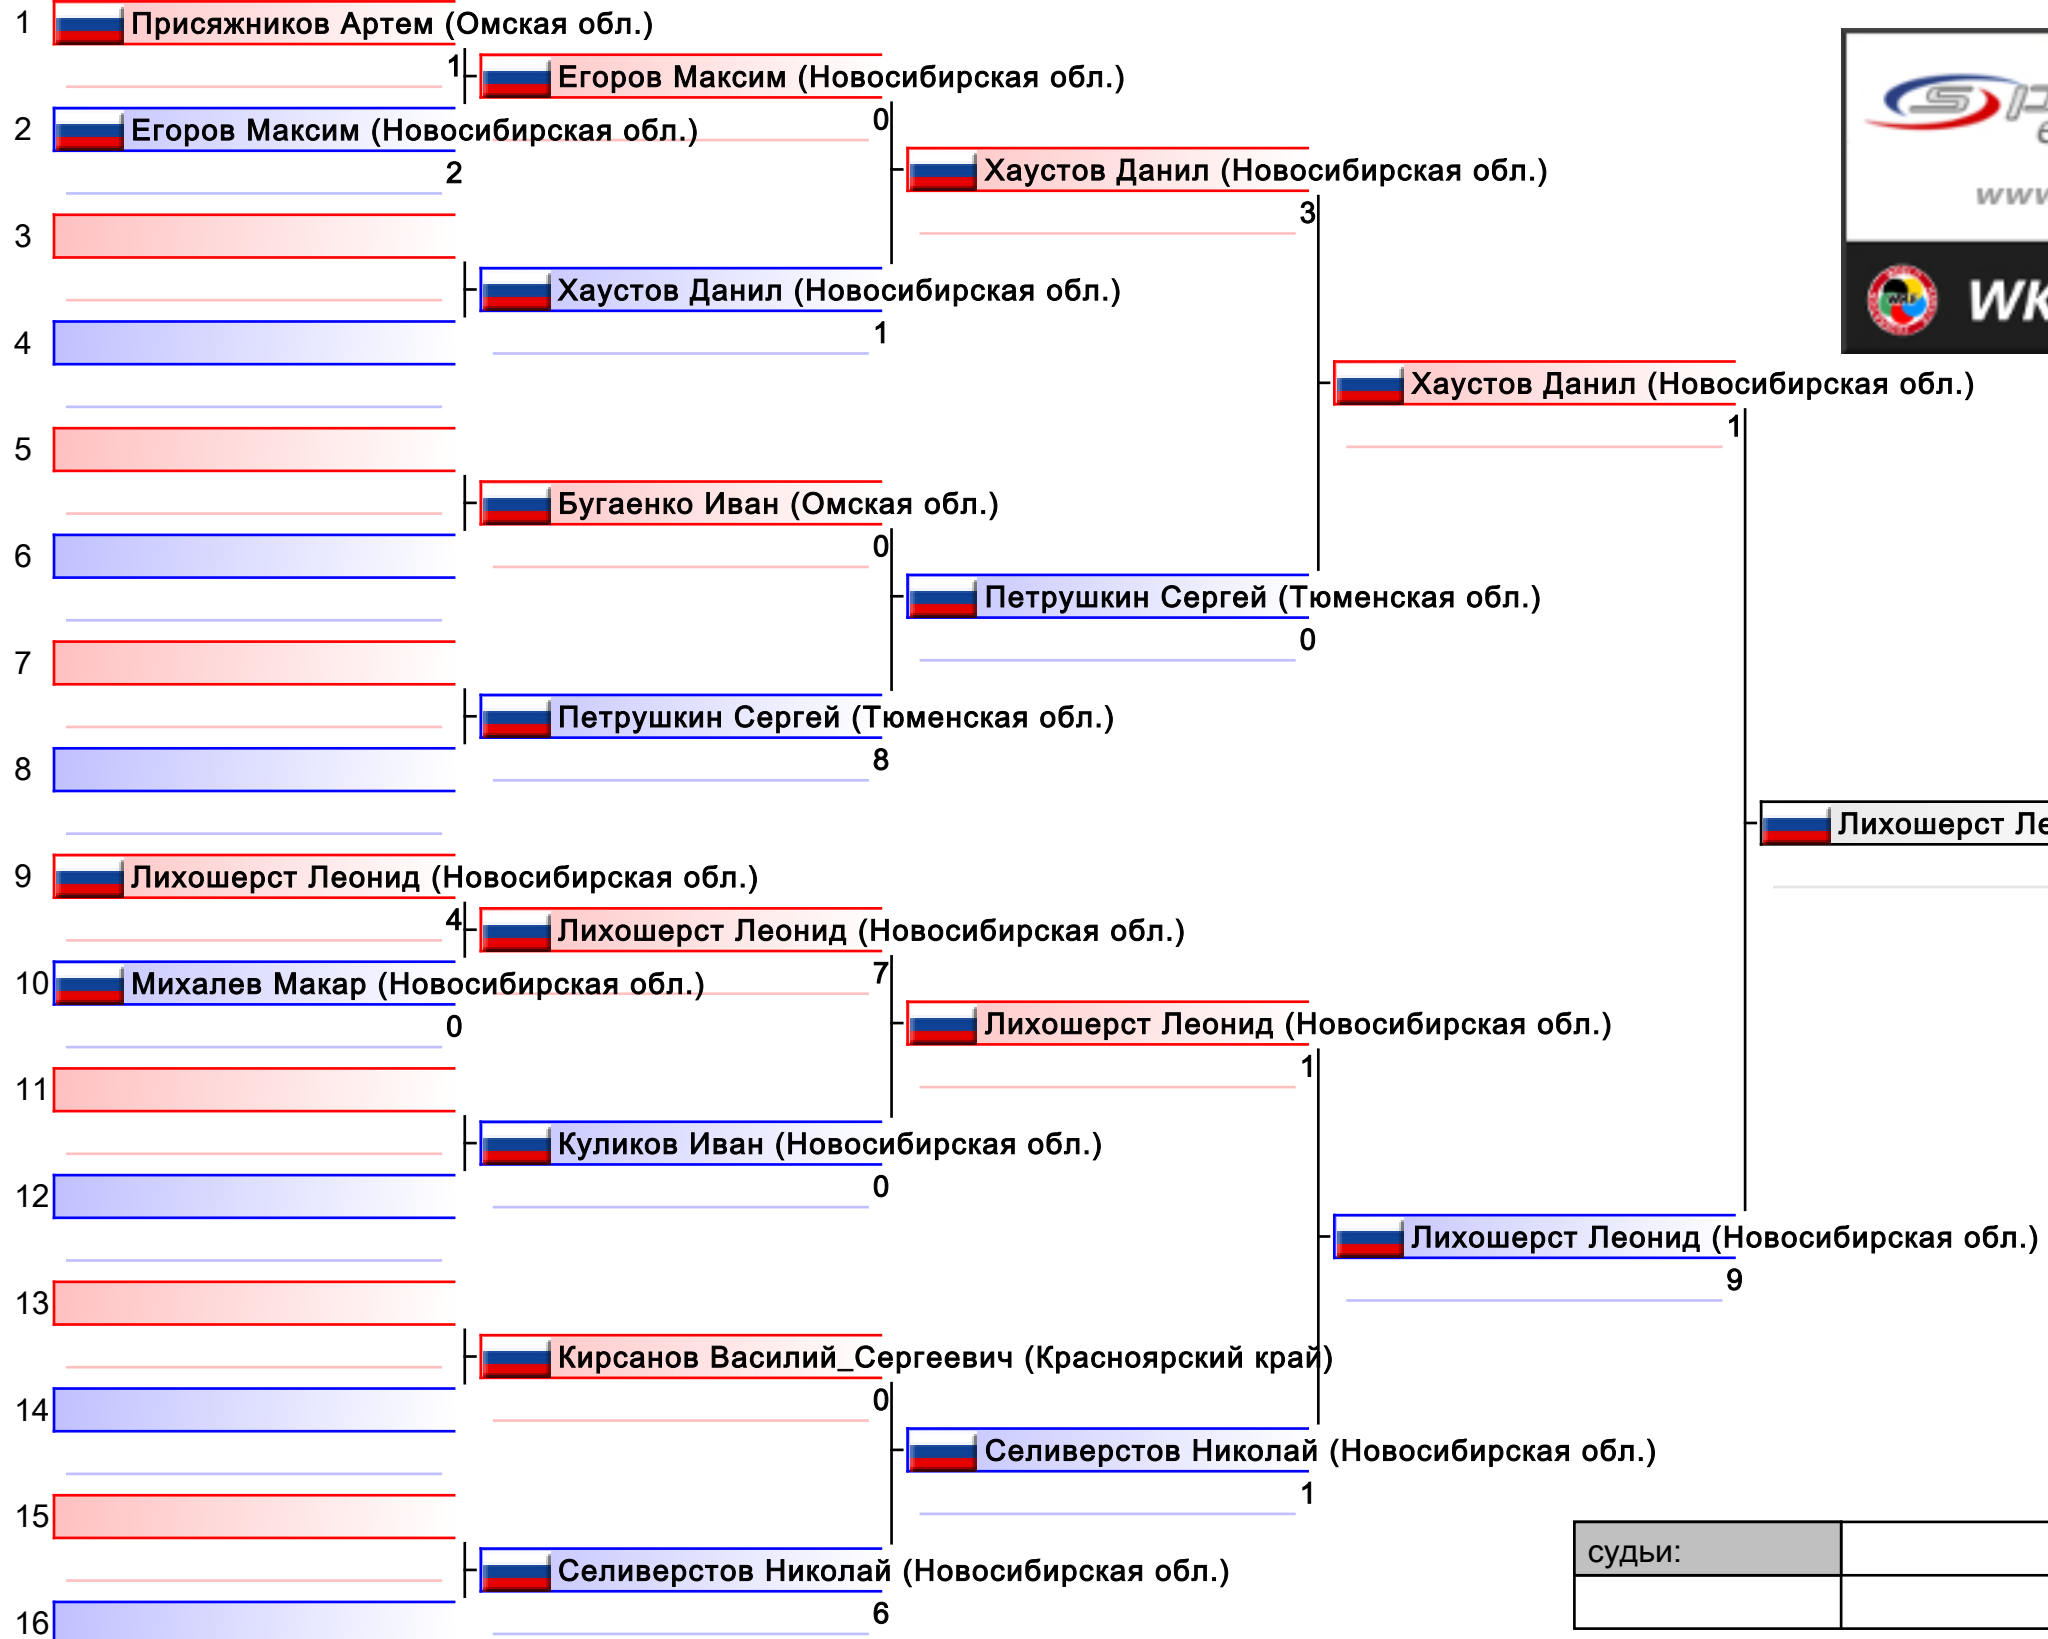 1 Присяжников Артем (Омская обл.)
1
Егоров Максим (Новосибирская обл.)
0
2 Егоров Максим (Новосибирская обл.)
2
Хаустов Данил (Новосибирская обл.)
3
3
Хаустов Данил (Новосибирская обл.)
1
4
www
WK
Хаустов Данил (Новосибирская обл.)
1
5
Бугаенко Иван (Омская обл.)
0
6
Петрушкин Сергей (Тюменская обл.)
0
7
Петрушкин Сергей (Тюменская обл.)
8
8
Лихошерст Ле
9 Лихошерст Леонид (Новосибирская обл.)
4
Лихошерст Леонид (Новосибирская обл.)
7
10 Михалев Макар (Новосибирская обл.)
0
Лихошерст Леонид (Новосибирская обл.)
1
11
Куликов Иван (Новосибирская обл.)
0
12
Лихошерст Леонид (Новосибирская обл.)
9
13
Кирсанов Василий_Сергеевич (Красноярский край)
0
14
Селиверстов Николай (Новосибирская обл.)
1
15
судьи:
Селиверстов Николай (Новосибирская обл.)
6
16